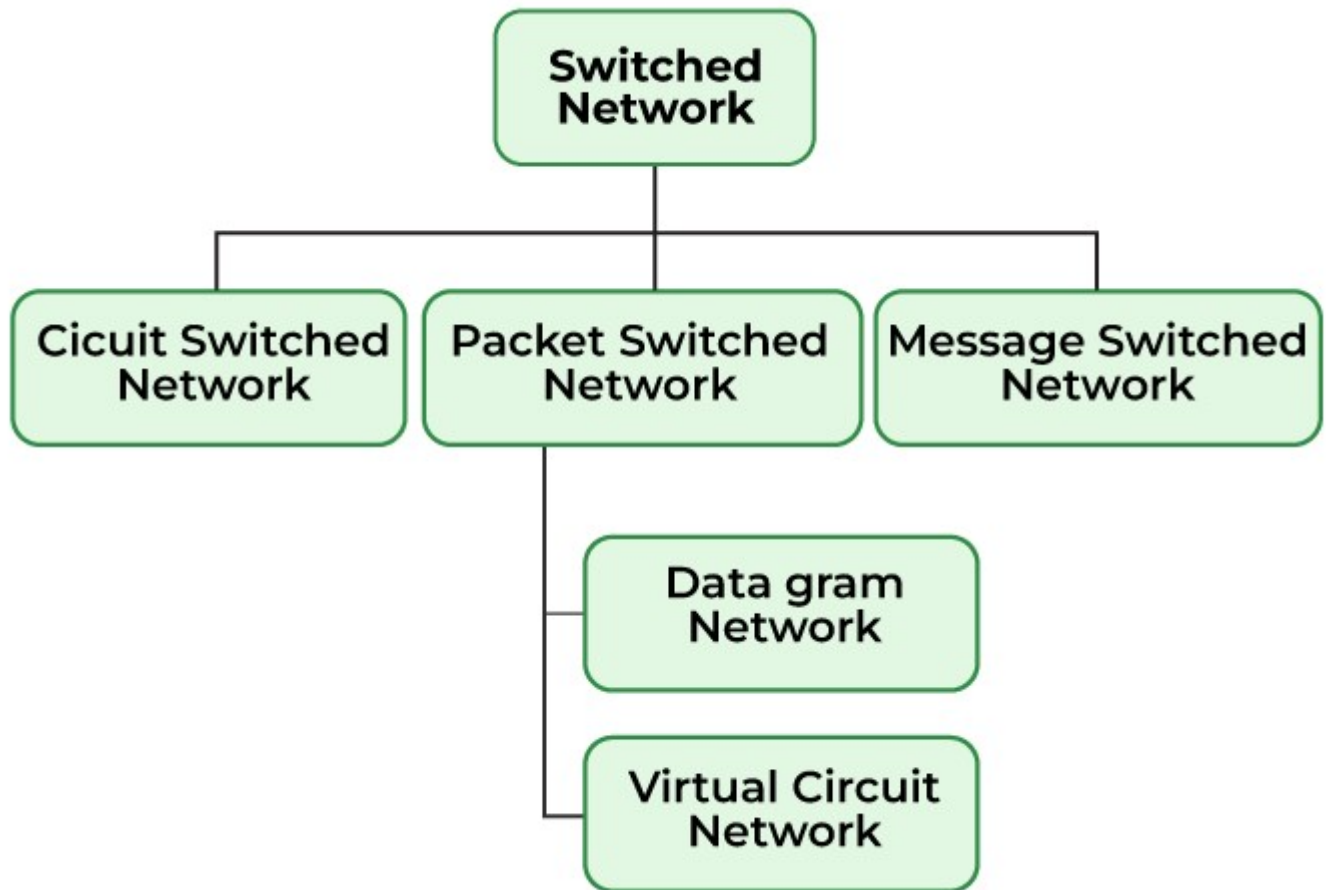 Switched
Network
Cicuit Switched
Network
Packet Switched
Network
Message Switched
Network
Data gram
Network
Virtual Circuit
Network